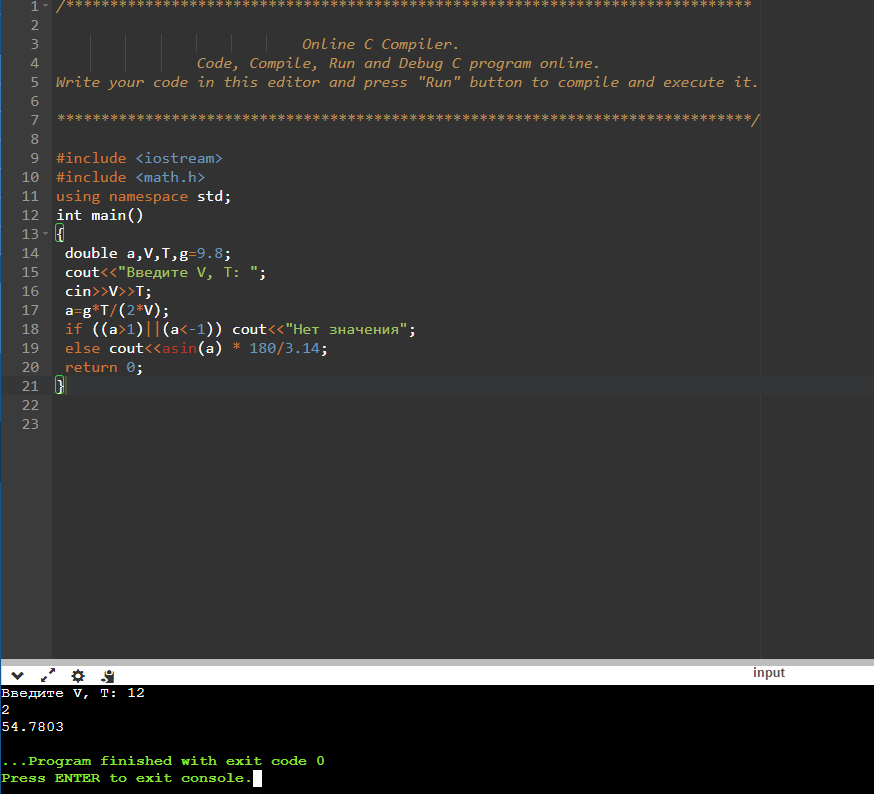 1 /******************************************************************************
2
3 Online C Compiler.
4 Code, Compile, Run and Debug C program online.
5 Write your code in this editor and press "Run" button to compile and execute it.
6
7 *******************************************************************************/
8
9 #include <iostream>
10 #include <math.h>
11 using namespace std;
12 int main()
13 {
14 double a,V,T,g=9.8;
15 cout<<"Введите V, T: ";
16 cin>>V>>T;
17 a=g*T/(2*V);
18 if ((a>1)||(a<-1)) cout<<"Нет значения";
19 else cout<<asin(a) * 180/3.14;
20 return 0;
21 }
22
23
input
Введите V, T: 12
2
54.7803
...Program finished with exit code 0
Press ENTER to exit console.